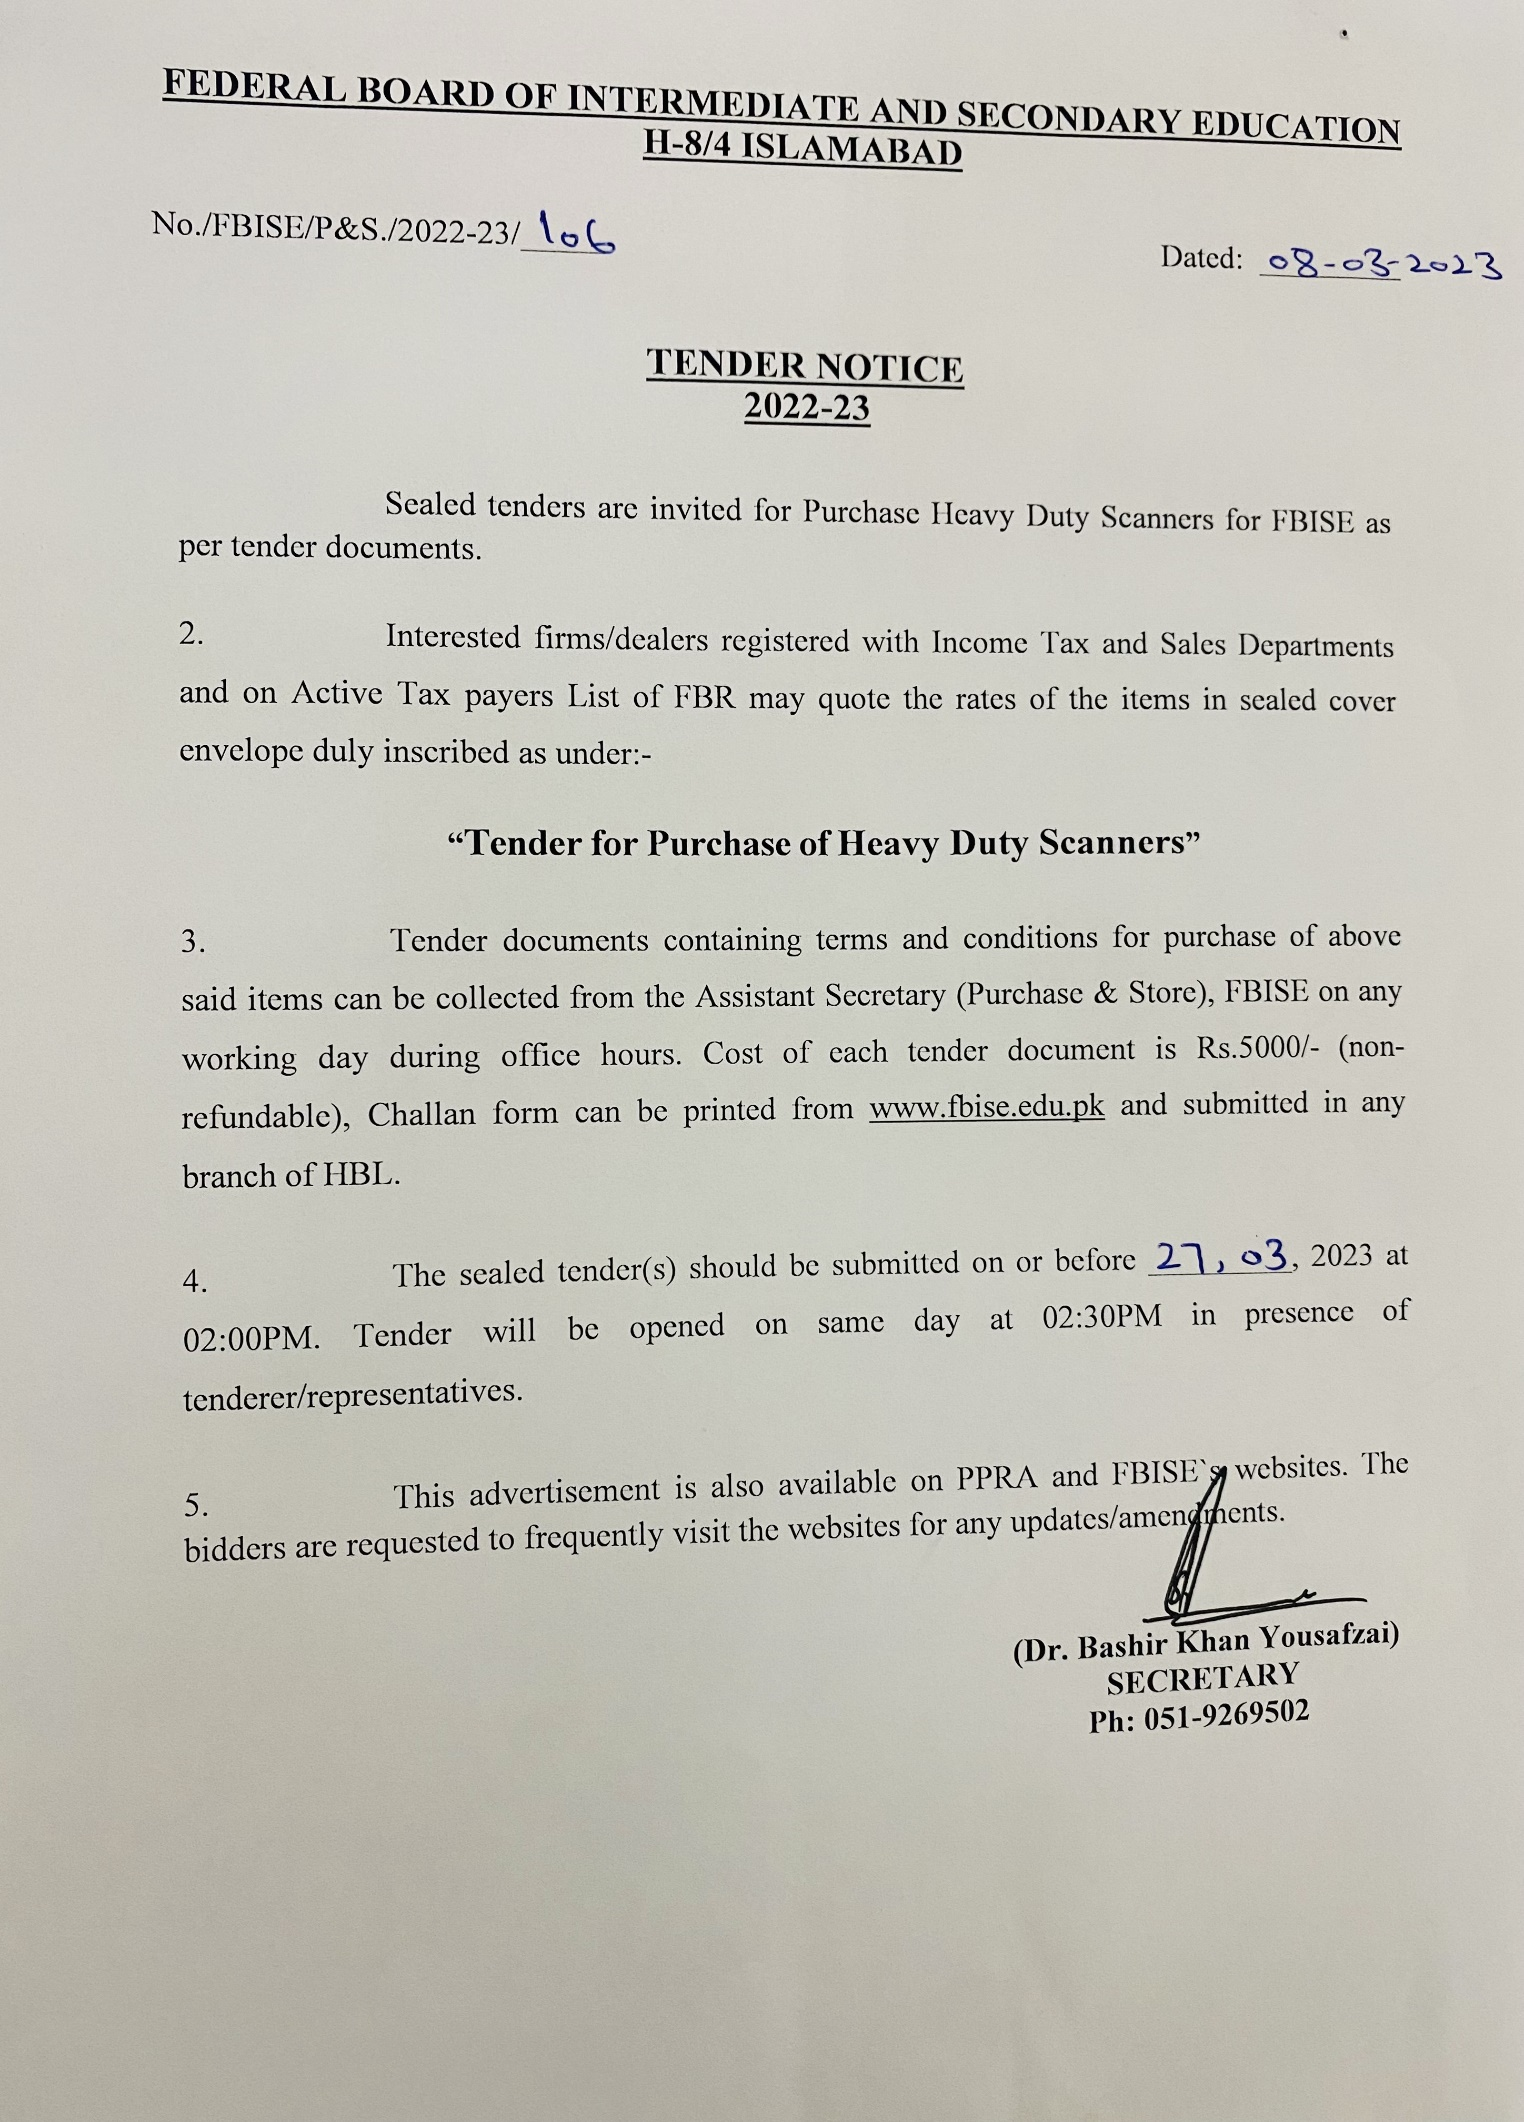 FEDERAL BOARD OF INTERMEDIATE AND SECONDARY EDUCATION
H-8/4 ISLAMABAD
No./FBISE/P&S./2022-23/ 106
Dated: 08-03-2023
TENDER NOTICE
2022-23
Sealed tenders are invited for Purchase Heavy Duty Scanners for FBISE as
per tender documents.
2. Interested firms/dealers registered with Income Tax and Sales Departments
and on Active Tax payers List of FBR may quote the rates of the items in sealed cover
envelope duly inscribed as under:-
“Tender for Purchase of Heavy Duty Scanners”
3. Tender documents containing terms and conditions for purchase of above
said items can be collected from the Assistant Secretary (Purchase & Store), FBISE on any
working day during office hours. Cost of each tender document is Rs.5000/- (non-
refundable), Challan form can be printed from www.fbise.edu.pk and submitted in any
branch of HBL.
4. The sealed tender(s) should be submitted on or before 27, 03, 2023 at
02:00PM. Tender will be opened on same day at 02:30PM in presence of
tenderer/representatives.
5. This advertisement is also available on PPRA and FBISE`s websites. The
bidders are requested to frequently visit the websites for any updates/amendments.
(Dr. Bashir Khan Yousafzai)
SECRETARY
Ph: 051-9269502